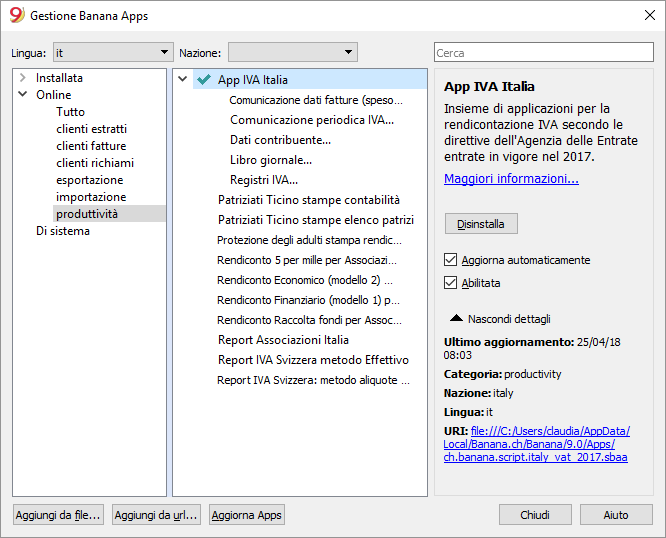 Gestione Banana Apps
Lingua: it Nazione: Cerca
Installata
Online
Tutto
clienti estratti
clienti fatture
clienti richiami
esportazione
importazione
produttività
Di sistema
App IVA Italia
Comunicazione dati fatture (speso...
Comunicazione periodica IVA...
Dati contribuente...
Libro giornale...
Registri IVA...
Patriziati Ticino stampe contabilità
Patriziati Ticino stampe elenco patrizi
Protezione degli adulti stampa rendic...
Rendiconto 5 per mille per Associazi...
Rendiconto Economico (modello 2) ...
Rendiconto Finanziario (modello 1) p...
Rendiconto Raccolta fondi per Assoc...
Report Associazioni Italia
Report IVA Svizzera metodo Effettivo
Report IVA Svizzera: metodo aliquote ...
App IVA Italia
Insieme di applicazioni per la
rendicontazione IVA secondo le
direttive dell'Agenzia delle Entrate
entrate in vigore nel 2017.
Maggiori informazioni...
Disinstalla
Aggiorna automaticamente
Abilitata
Nascondi dettagli
Ultimo aggiornamento: 25/04/18
08:03
Categoria: productivity
Nazione: italy
Lingua: it
URI: file:///C:/Users/claudia/AppData/
Local/Banana.ch/Banana/9.0/Apps/
ch.banana.script.italy_vat_2017.sbaa
Aggiungi da file... Aggiungi da url... Aggiorna Apps Chiudi Aiuto